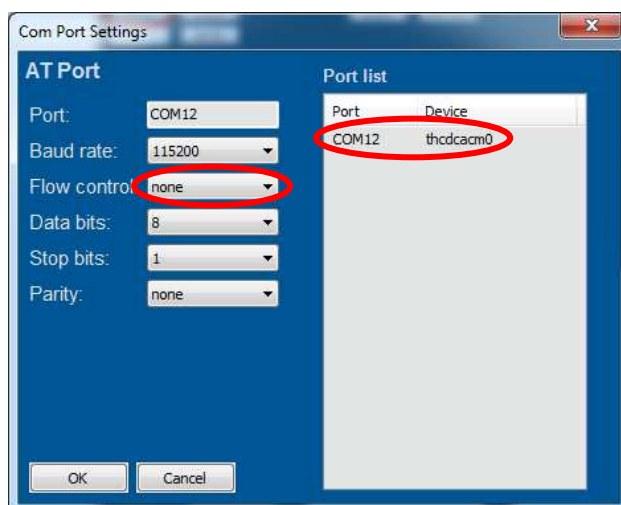 Com Port Settings
AT Port
Port: COM12
Baud rate: 115200
Flow control none
Data bits: 8
Stop bits: 1
Parity: none
OK Cancel
Port list
Port Device
COM12 thcdcacm0